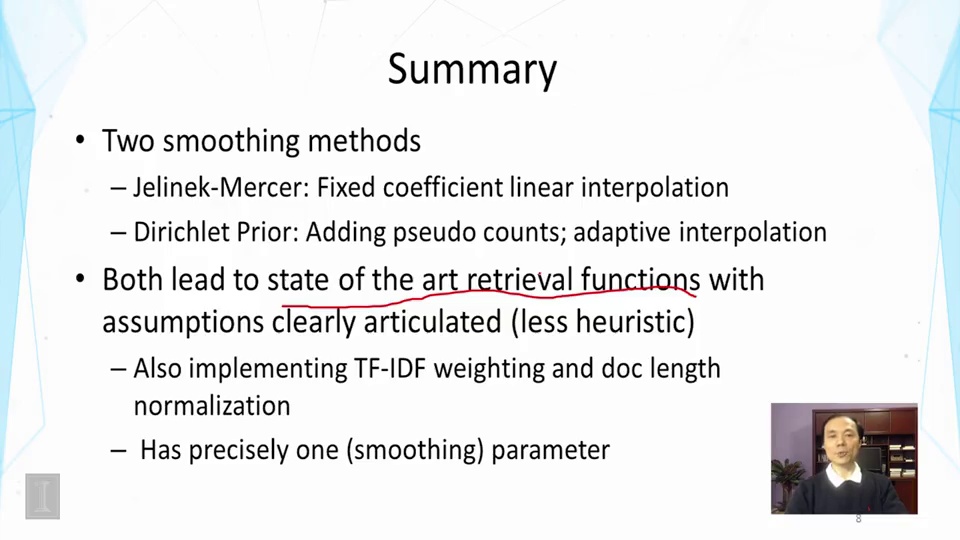 Summary
• Two smoothing methods
– Jelinek-Mercer: Fixed coefficient linear interpolation
– Dirichlet Prior: Adding pseudo counts; adaptive interpolation
• Both lead to state of the art retrieval functions with
assumptions clearly articulated (less heuristic)
– Also implementing TF-IDF weighting and doc length
normalization
– Has precisely one (smoothing) parameter
I
8